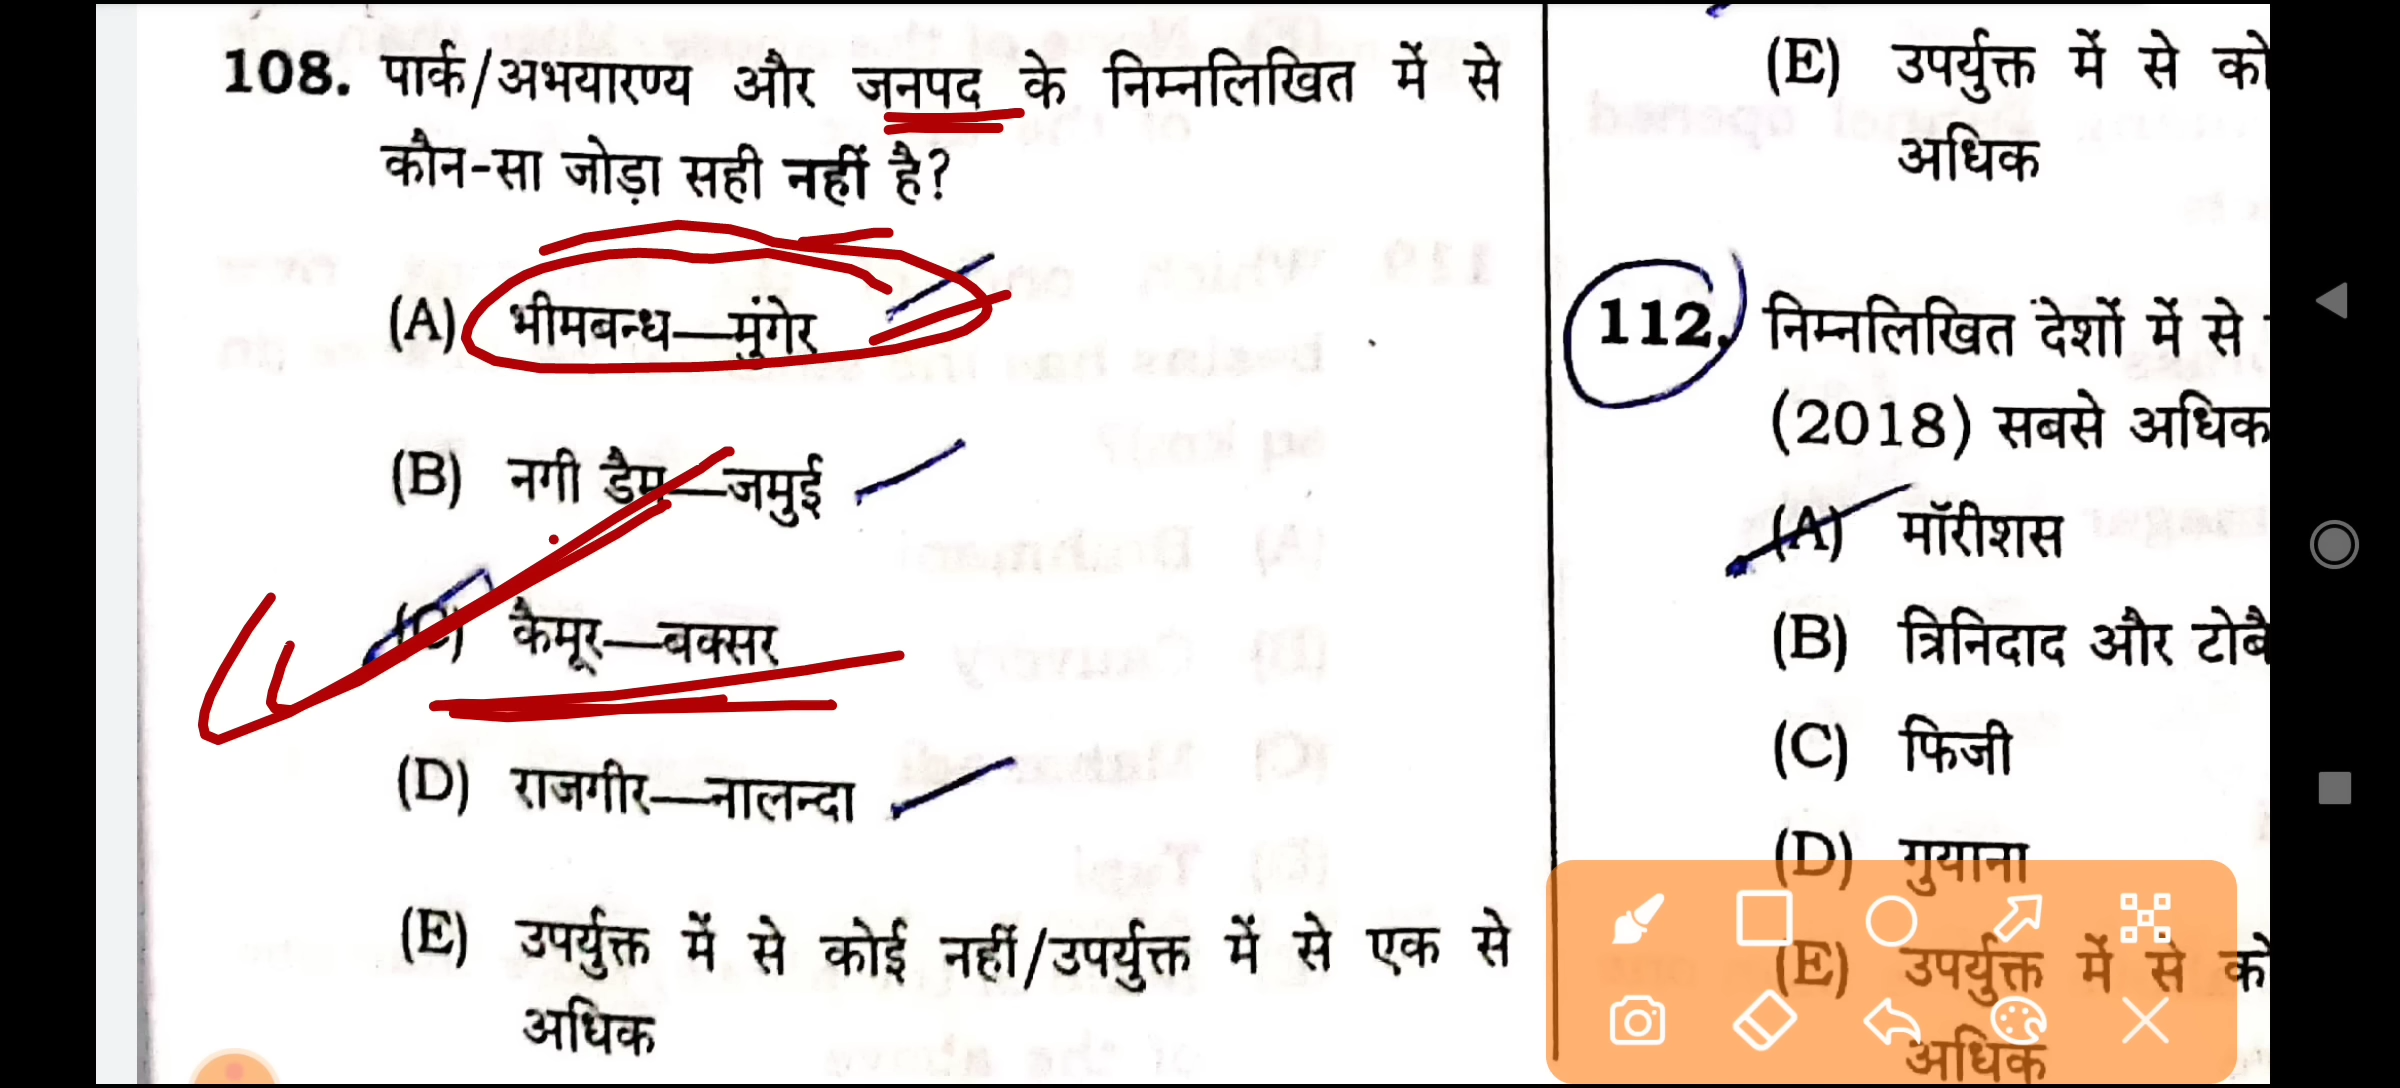 108. पार्क/अभयारण्य और जनपद के निम्नलिखित में से
कौन-सा जोड़ा सही नहीं है?
(A) भीमबन्ध—मुंगेर
(B) नगी डैम—जमुई
(C) कैमूर—बक्सर
(D) राजगीर—नालन्दा
(E) उपर्युक्त में से कोई नहीं/उपर्युक्त में से एक से
अधिक
(E) उपर्युक्त में से को
अधिक
112. निम्नलिखित देशों में से
(2018) सबसे अधिक
(A) मॉरीशस
(B) त्रिनिदाद और टोबै
(C) फिजी
(D) गुयाना
(E) उपर्युक्त में से को
अधिक